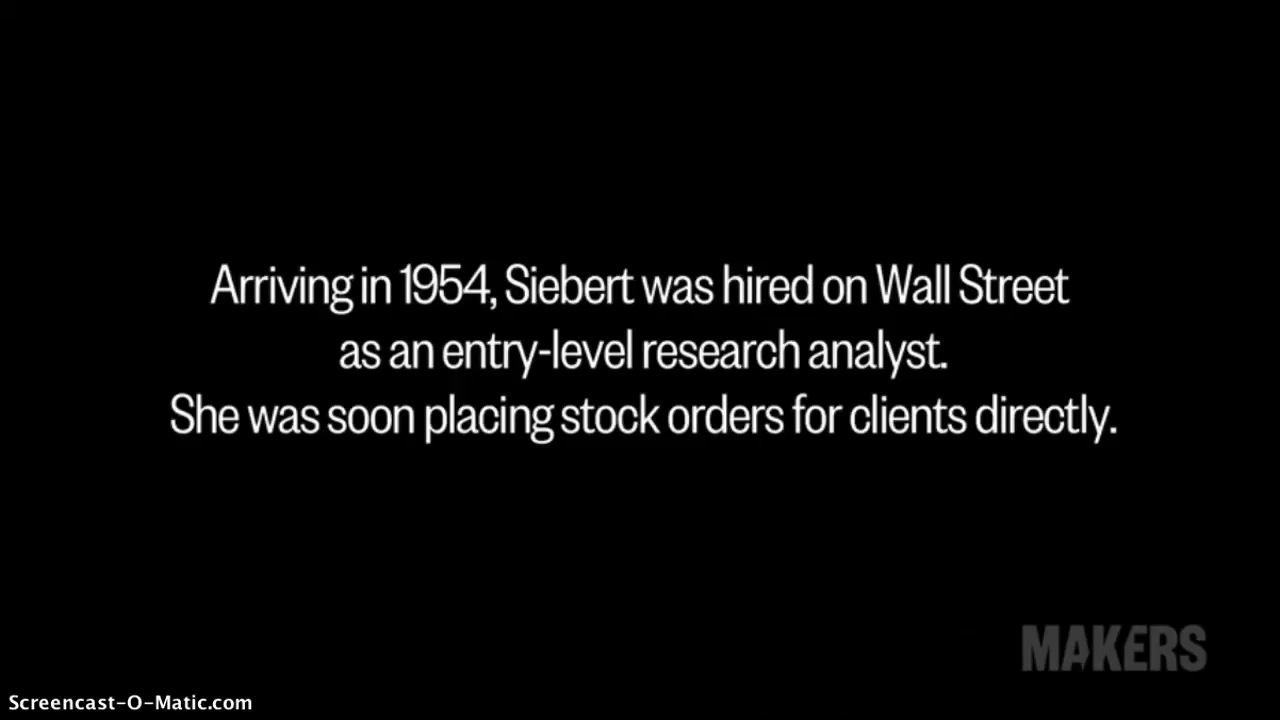 Arriving in 1954, Siebert was hired on Wall Street
as an entry-level research analyst.
She was soon placing stock orders for clients directly.
MAKERS
Screencast-O-Matic.com